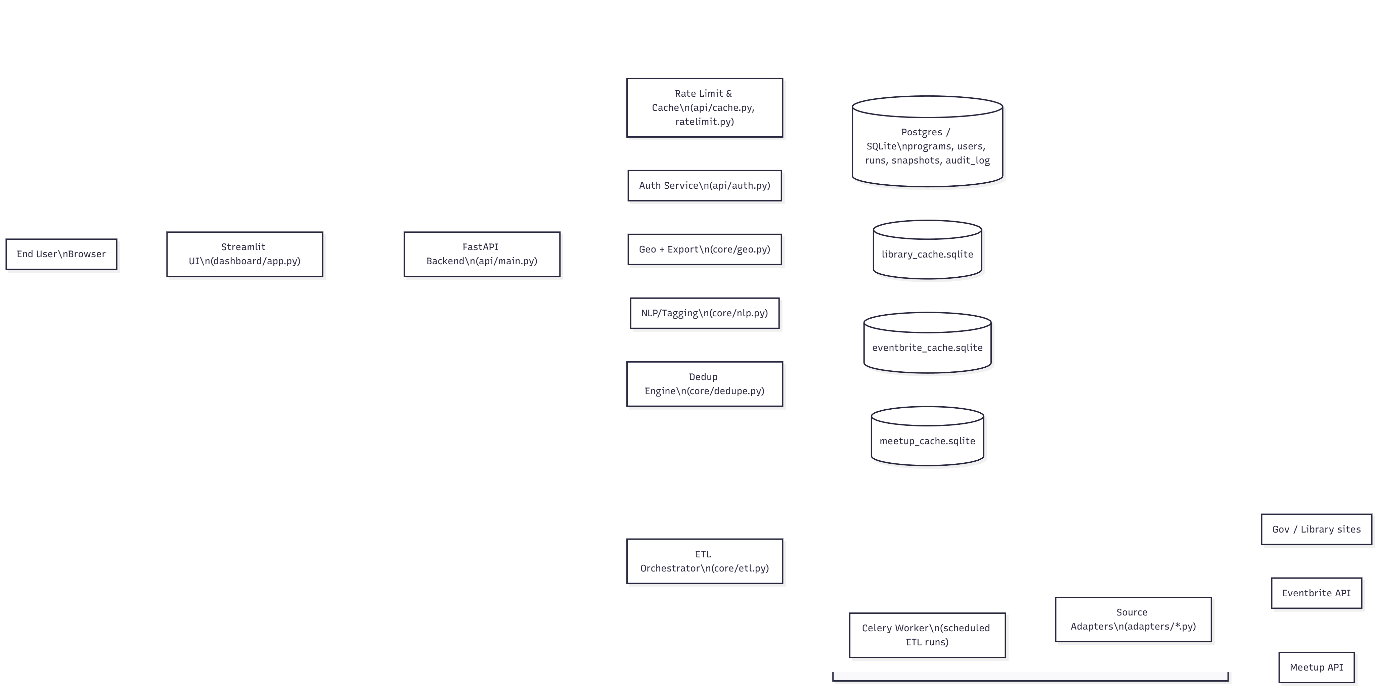 End User\nBrowser
Streamlit
UI\n(dashboard/app.py)
FastAPI
Backend\n(api/main.py)
Rate Limit &
Cache\n(api/cache.py,
ratelimit.py)
Auth Service\n(api/auth.py)
Geo + Export\n(core/geo.py)
NLP/Tagging\n(core/nlp.py)
Dedup
Engine\n(core/dedupe.py)
ETL
Orchestrator\n(core/etl.py)
Postgres /
SQLite\nprograms, users,
runs, snapshots, audit_log
library_cache.sqlite
eventbrite_cache.sqlite
meetup_cache.sqlite
Celery Worker\n(scheduled
ETL runs)
Source
Adapters\n(adapters/*.py)
Gov / Library sites
Eventbrite API
Meetup API